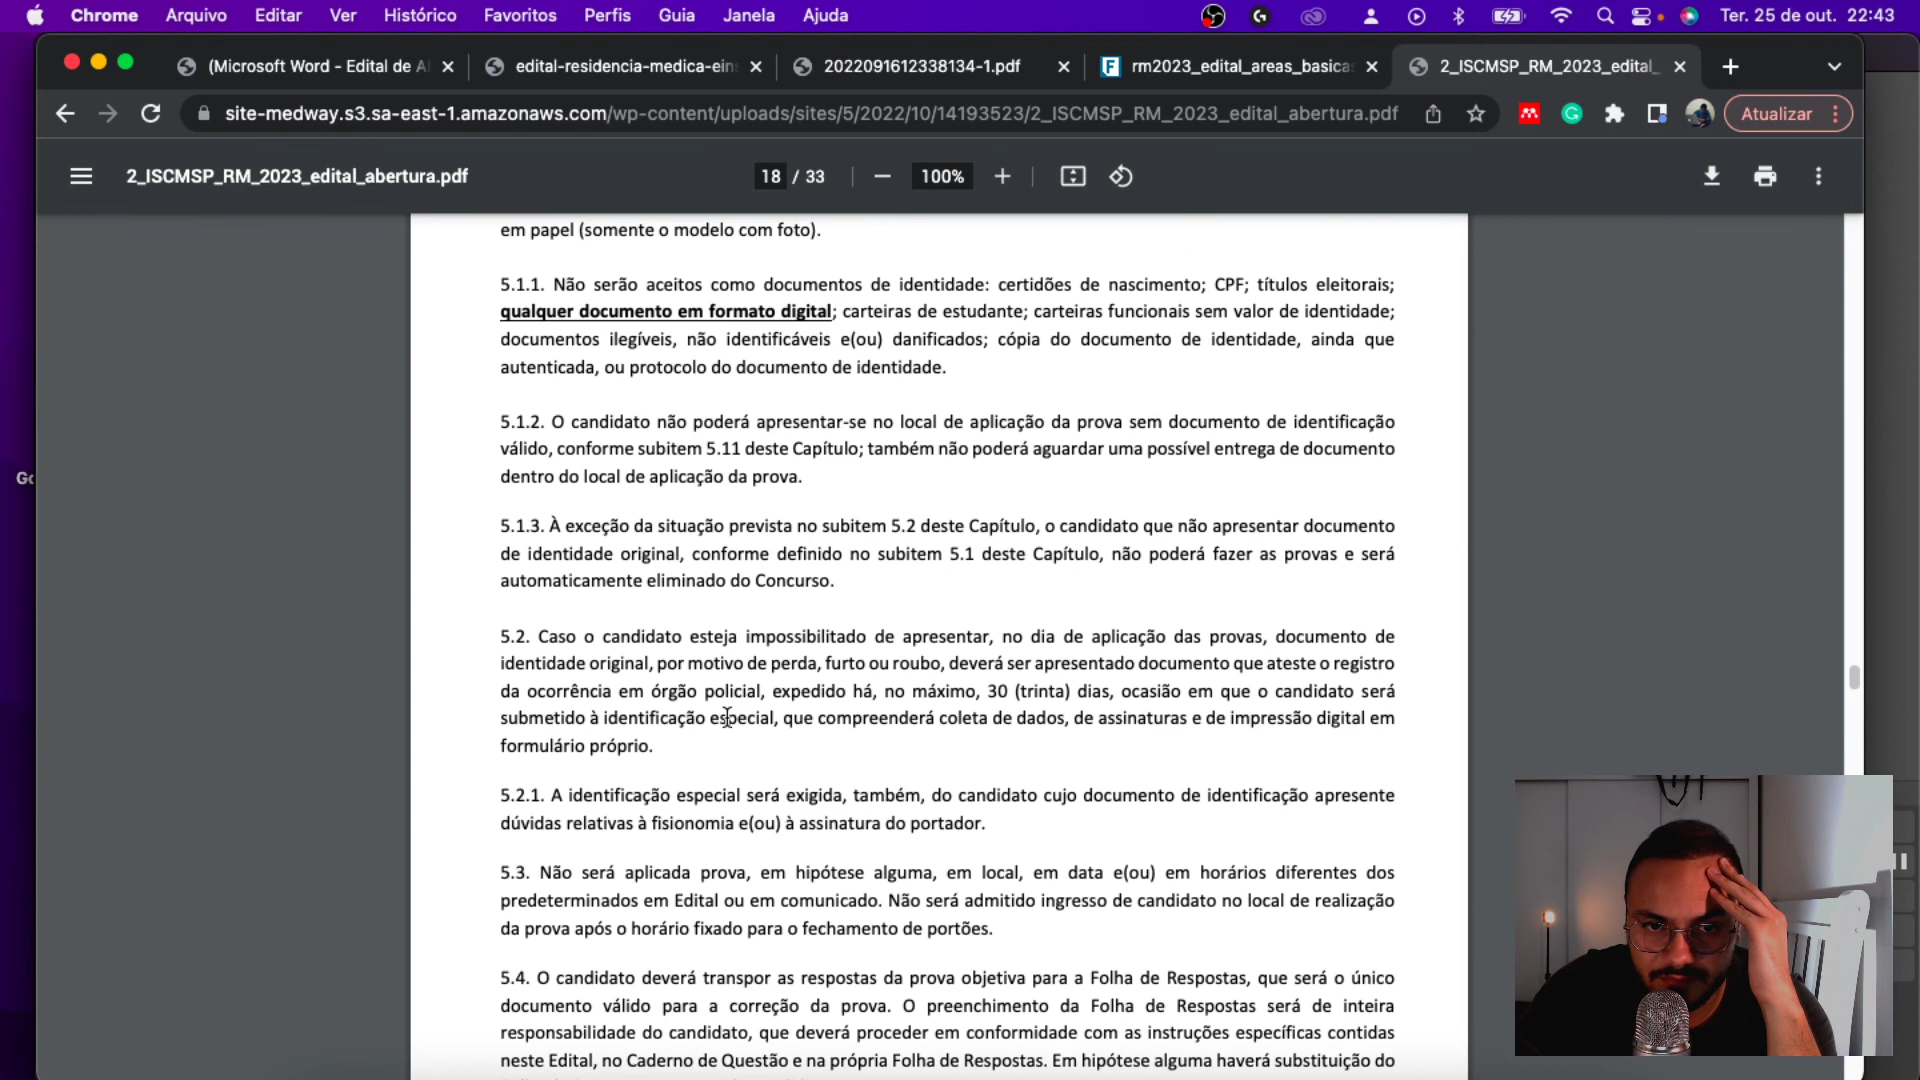 Chrome Arquivo Editar Ver Histórico Favoritos Perfis Guia Janela Ajuda Ter. 25 de out. 22:43
(Microsoft Word - Edital de A
edital-residencia-medica-eins
2022091612338134-1.pdf
rm2023_edital_areas_basicas
2_ISCMSP_RM_2023_edital_
site-medway.s3.sa-east-1.amazonaws.com/wp-content/uploads/sites/5/2022/10/14193523/2_ISCMSP_RM_2023_edital_abertura.pdf Atualizar
2_ISCMSP_RM_2023_edital_abertura.pdf 18 / 33 100%
em papel (somente o modelo com foto).
5.1.1. Não serão aceitos como documentos de identidade: certidões de nascimento; CPF; títulos eleitorais;
qualquer documento em formato digital; carteiras de estudante; carteiras funcionais sem valor de identidade;
documentos ilegíveis, não identificáveis e(ou) danificados; cópia do documento de identidade, ainda que
autenticada, ou protocolo do documento de identidade.
5.1.2. O candidato não poderá apresentar-se no local de aplicação da prova sem documento de identificação
válido, conforme subitem 5.11 deste Capítulo; também não poderá aguardar uma possível entrega de documento
dentro do local de aplicação da prova.
5.1.3. À exceção da situação prevista no subitem 5.2 deste Capítulo, o candidato que não apresentar documento
de identidade original, conforme definido no subitem 5.1 deste Capítulo, não poderá fazer as provas e será
automaticamente eliminado do Concurso.
5.2. Caso o candidato esteja impossibilitado de apresentar, no dia de aplicação das provas, documento de
identidade original, por motivo de perda, furto ou roubo, deverá ser apresentado documento que ateste o registro
da ocorrência em órgão policial, expedido há, no máximo, 30 (trinta) dias, ocasião em que o candidato será
submetido à identificação especial, que compreenderá coleta de dados, de assinaturas e de impressão digital em
formulário próprio.
5.2.1. A identificação especial será exigida, também, do candidato cujo documento de identificação apresente
dúvidas relativas à fisionomia e(ou) à assinatura do portador.
5.3. Não será aplicada prova, em hipótese alguma, em local, em data e(ou) em horários diferentes dos
predeterminados em Edital ou em comunicado. Não será admitido ingresso de candidato no local de realização
da prova após o horário fixado para o fechamento de portões.
5.4. O candidato deverá transpor as respostas da prova objetiva para a Folha de Respostas, que será o único
documento válido para a correção da prova. O preenchimento da Folha de Respostas será de inteira
responsabilidade do candidato, que deverá proceder em conformidade com as instruções específicas contidas
neste Edital, no Caderno de Questão e na própria Folha de Respostas. Em hipótese alguma haverá substituição do